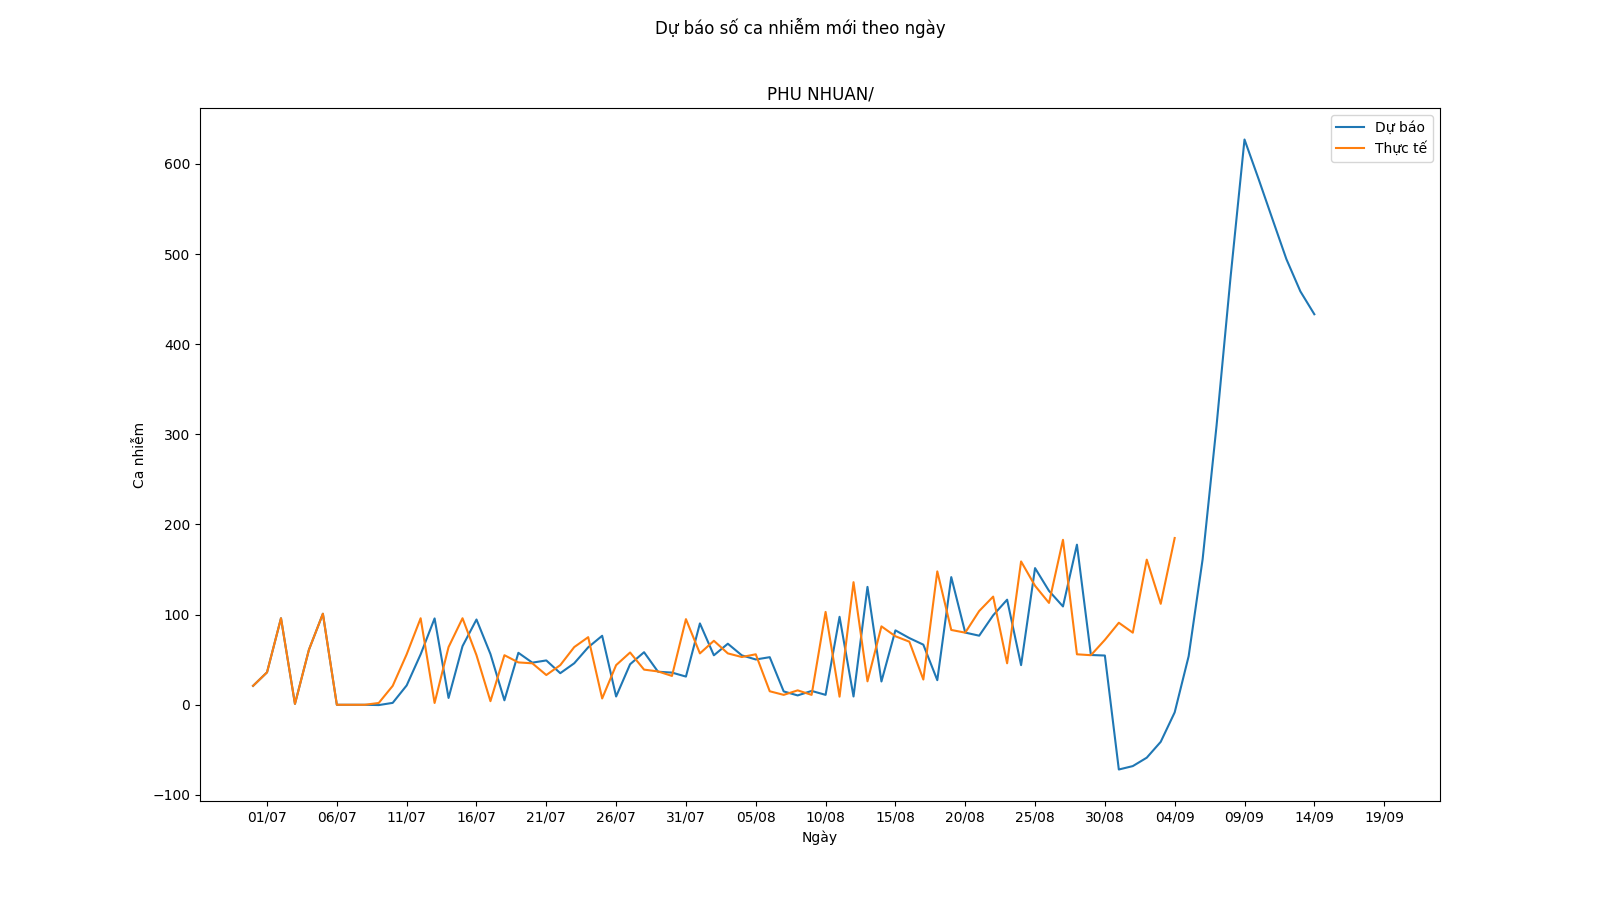 Dự báo số ca nhiễm mới theo ngày
PHU NHUAN/
Dự báo
Thực tế
600
500
400
300
200
100
0
−100
Ca nhiễm
01/07 06/07 11/07 16/07 21/07 26/07 31/07 05/08 10/08 15/08 20/08 25/08 30/08 04/09 09/09 14/09 19/09
Ngày